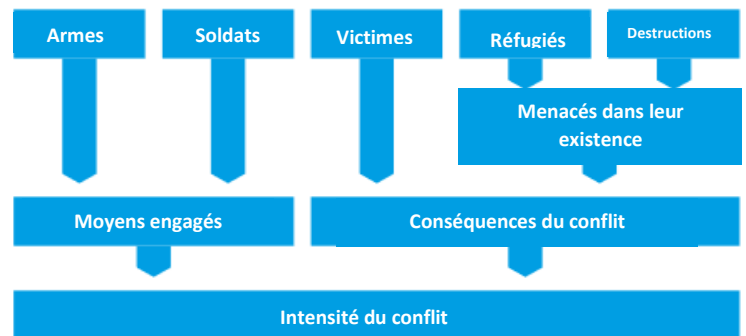 Armes
Soldats
Victimes
Réfugiés
Destructions
Menacés dans leur
existence
Moyens engagés
Conséquences du conflit
Intensité du conflit